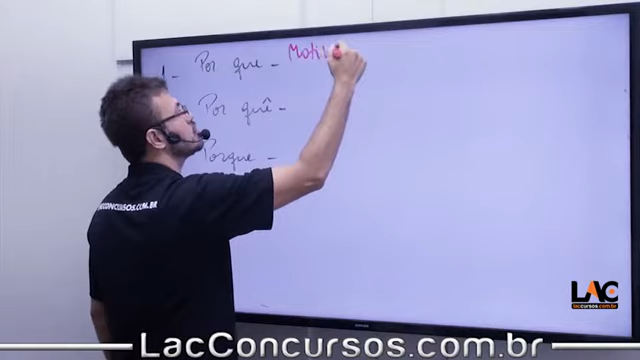 1- Por que - Moti
Por quê -
Porque -
LACCONCURSOS.COM.BR
LAC
laccursos.com.br
LacConcursos.com.br